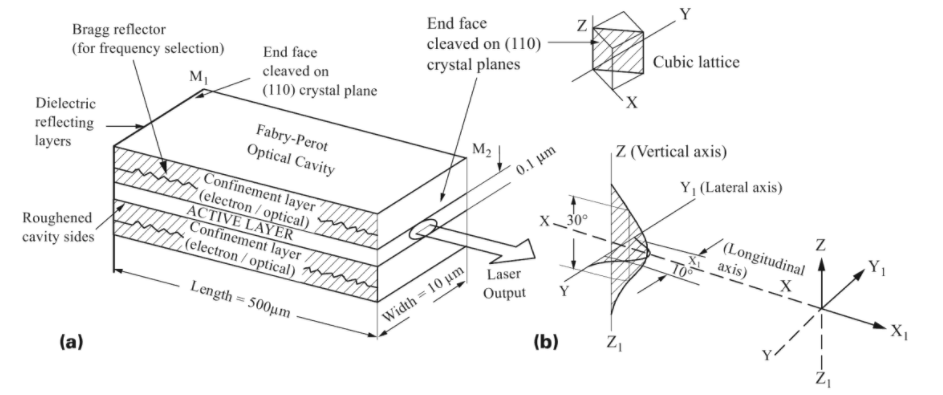 Bragg reflector
(for frequency selection)
End face
cleaved on
(110) crystal plane
M1
Dielectric
reflecting
layers
End face
cleaved on (110)
crystal planes
Z
Y
Cubic lattice
X
Fabry-Perot
Optical Cavity
M2
0.1 μm
Confinement layer
(electron / optical)
ACTIVE LAYER
Confinement layer
(electron / optical)
Roughened
cavity sides
Length = 500μm
Width = 10 μm
Laser
Output
(a)
Z (Vertical axis)
Y1 (Lateral axis)
X
30°
(Longitudinal
axis)
X1
10°
X
Y
Z1
Z
Y1
X1
Y
Z1
(b)